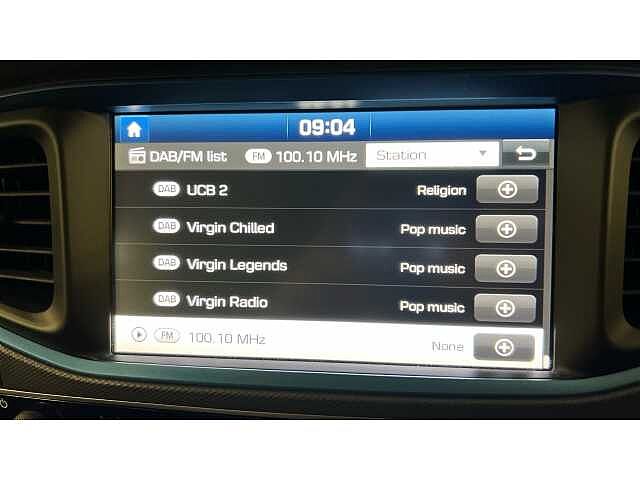 09:04
DAB/FM list FM 100.10 MHz Station
DAB UCB 2 Religion
DAB Virgin Chilled Pop music
DAB Virgin Legends Pop music
DAB Virgin Radio Pop music
FM 100.10 MHz None